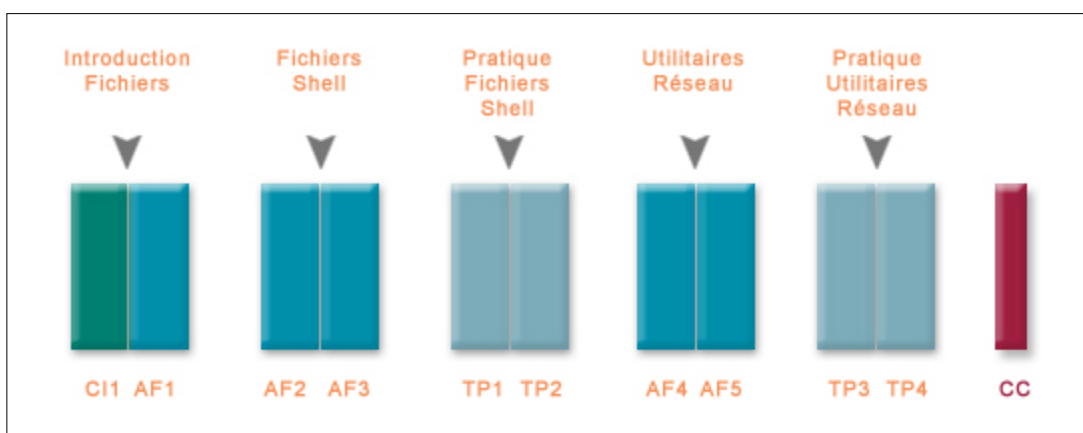 Introduction
Fichiers
Fichiers
Shell
Pratique
Fichiers
Shell
Utilitaires
Réseau
Pratique
Utilitaires
Réseau
CI1 AF1
AF2 AF3
TP1 TP2
AF4 AF5
TP3 TP4
CC